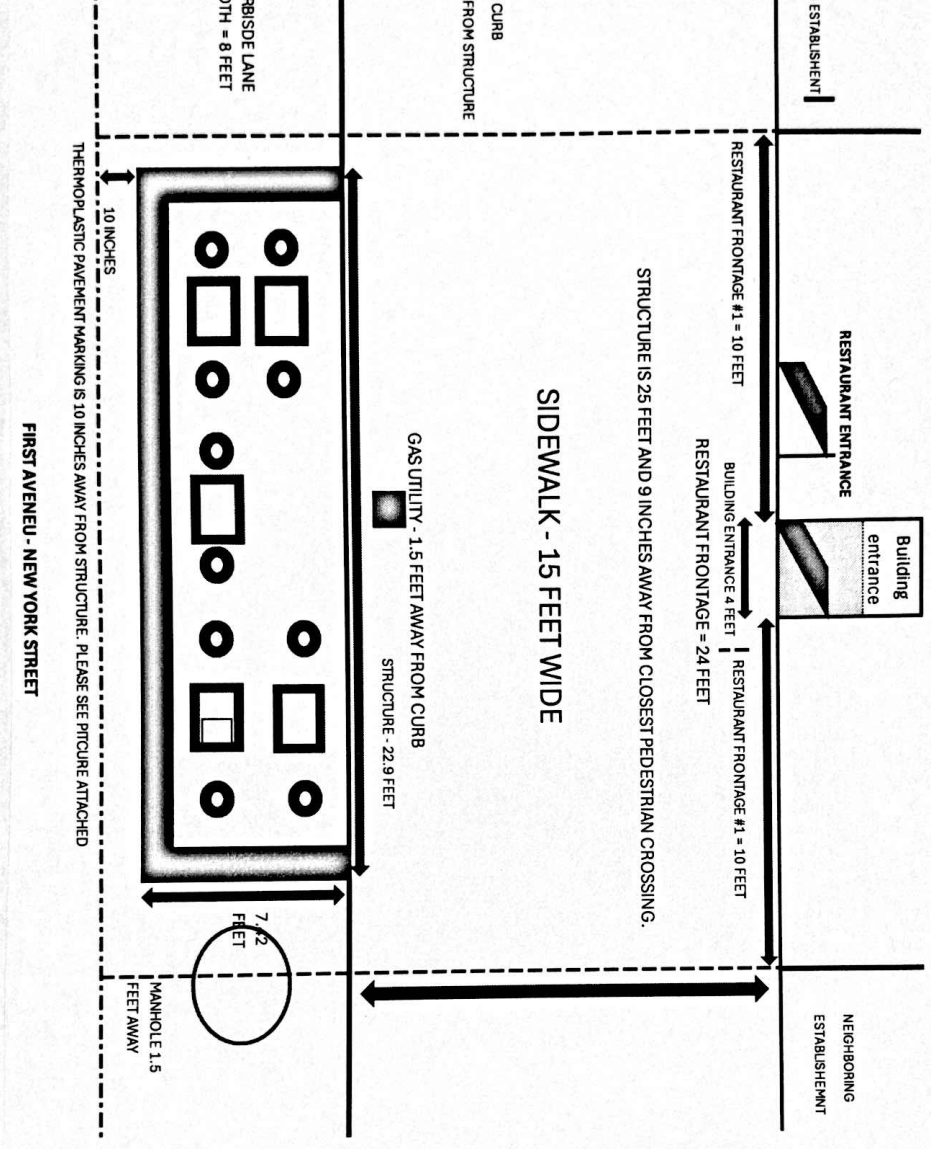 Building
entrance
NEIGHBORING
ESTABLISHEMNT
ESTABLISHENT
RESTAURANT ENTRANCE
RESTAURANT FRONTAGE #1 = 10 FEET
BUILDING ENTRANCE 4 FEET
RESTAURANT FRONTAGE #1 = 10 FEET
RESTAURANT FRONTAGE = 24 FEET
STRUCTURE IS 25 FEET AND 9 INCHES AWAY FROM CLOSEST PEDESTRIAN CROSSING.
SIDEWALK - 15 FEET WIDE
CURB
FROM STRUCTURE
GAS UTILITY - 1.5 FEET AWAY FROM CURB
STRUCTURE - 22.9 FEET
RBISDE LANE
DTH = 8 FEET
7.42
FEET
MANHOLE 1.5
FEET AWAY
10 INCHES
THERMOPLASTIC PAVEMENT MARKING IS 10 INCHES AWAY FROM STRUCTURE. PLEASE SEE PITCURE ATTACHED
FIRST AVENEU - NEW YORK STREET